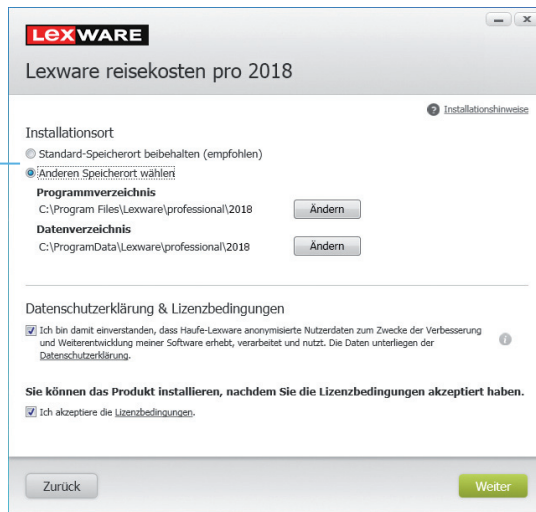 LEXWARE
Lexware reisekosten pro 2018
Installationshinweise
Installationsort
Standard-Speicherort beibehalten (empfohlen)
Anderen Speicherort wählen
Programmverzeichnis
C:\Program Files\Lexware\professional\2018 Ändern
Datenverzeichnis
C:\ProgramData\Lexware\professional\2018 Ändern
Datenschutzerklärung & Lizenzbedingungen
Ich bin damit einverstanden, dass Haufe-Lexware anonymisierte Nutzerdaten zum Zwecke der Verbesserung
und Weiterentwicklung meiner Software erhebt, verarbeitet und nutzt. Die Daten unterliegen der
Datenschutzerklärung.
Sie können das Produkt installieren, nachdem Sie die Lizenzbedingungen akzeptiert haben.
Ich akzeptiere die Lizenzbedingungen.
Zurück Weiter